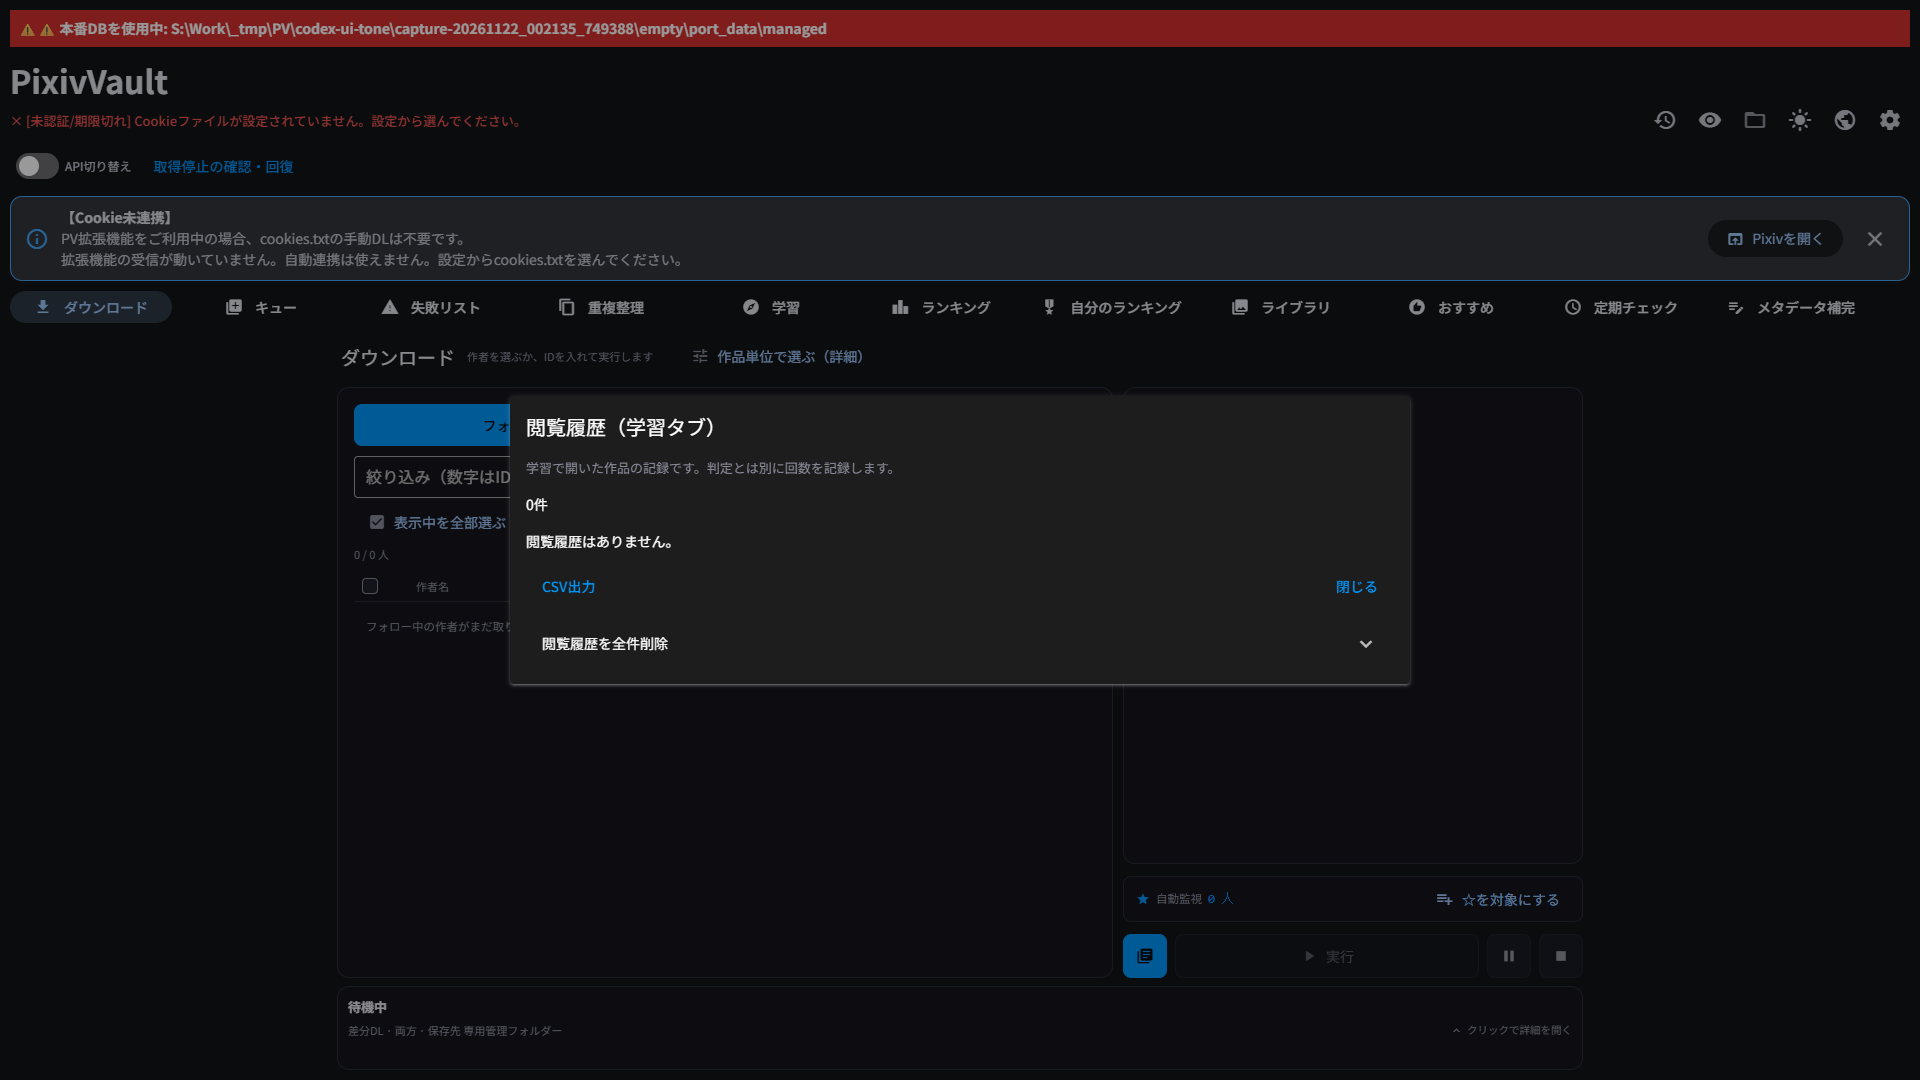 本番DBを使用中: S:\Work\_tmp\PV\codex-ui-tone\capture-20261122_002135_749388\empty\port_data\managed
PixivVault
× [未認証/期限切れ] Cookieファイルが設定されていません。設定から選んでください。
API切り替え
取得停止の確認・回復
【Cookie未連携】
PV拡張機能をご利用中の場合、cookies.txtの手動DLは不要です。
拡張機能の受信が動いていません。自動連携は使えません。設定からcookies.txtを選んでください。
Pixivを開く
ダウンロード
キュー
失敗リスト
重複整理
学習
ランキング
自分のランキング
ライブラリ
おすすめ
定期チェック
メタデータ補完
ダウンロード
作者を選ぶか、IDを入れて実行します
作品単位で選ぶ（詳細）
フォ
絞り込み（数字はID
表示中を全部選ぶ
0 / 0 人
作者名
フォロー中の作者がまだ取り
閲覧履歴（学習タブ）
学習で開いた作品の記録です。判定とは別に回数を記録します。
0件
閲覧履歴はありません。
CSV出力
閉じる
閲覧履歴を全件削除
★ 自動監視 0 人
☆を対象にする
実行
待機中
差分DL・両方・保存先 専用管理フォルダー
クリックで詳細を開く